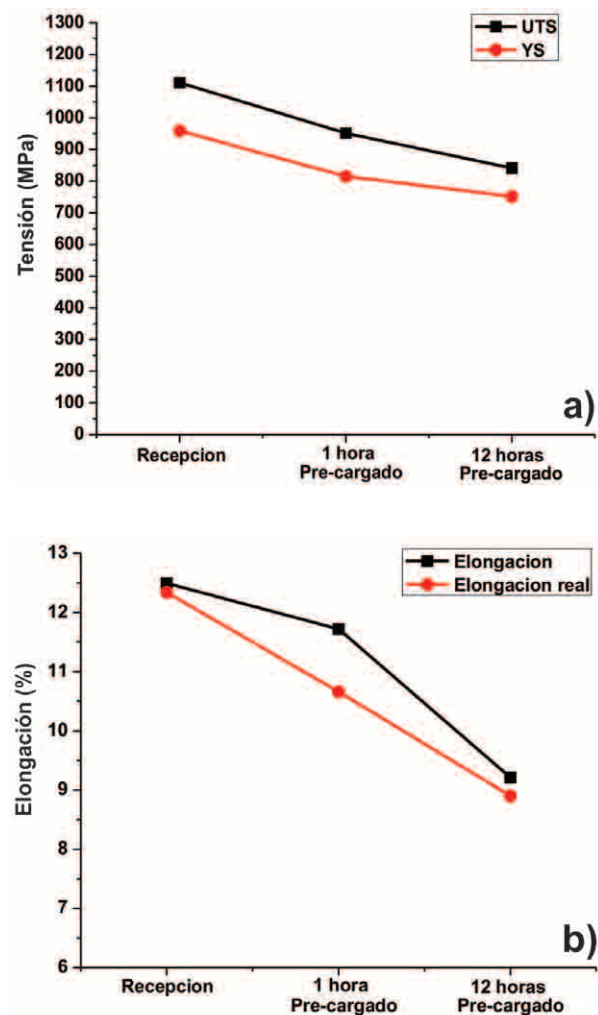 1300
1200
1100
1000
900
800
700
600
500
400
300
200
100
0
Tensión (MPa)
UTS
YS
a)
Recepcion
1 hora
Pre-cargado
12 horas
Pre-cargado
13
12
11
10
9
8
7
6
Elongación (%)
Elongacion
Elongacion real
b)
Recepcion
1 hora
Pre-cargado
12 horas
Pre-cargado